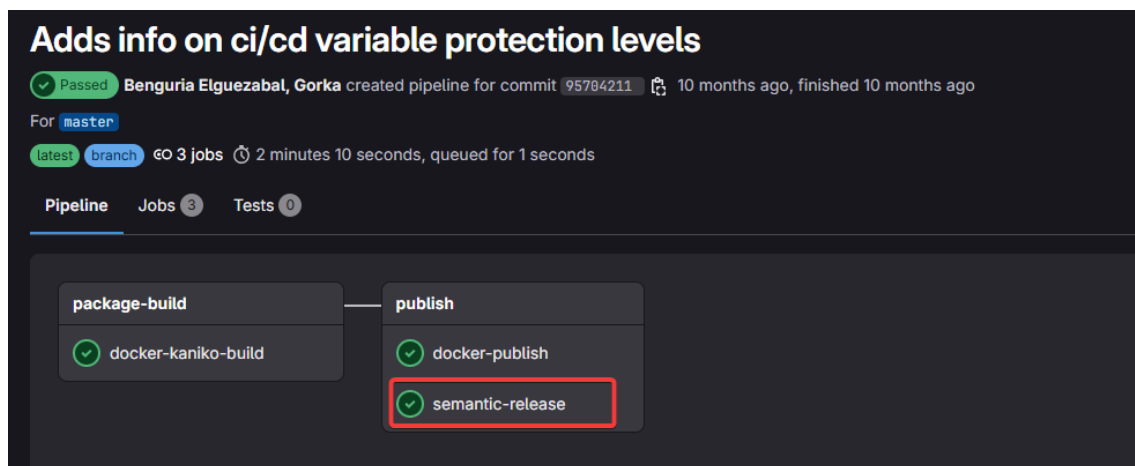 Adds info on ci/cd variable protection levels
Passed Benguria Elguezabal, Gorka created pipeline for commit 95704211 10 months ago, finished 10 months ago
For master
latest branch 3 jobs 2 minutes 10 seconds, queued for 1 seconds
Pipeline Jobs 3 Tests 0
package-build publish
docker-kaniko-build docker-publish
semantic-release